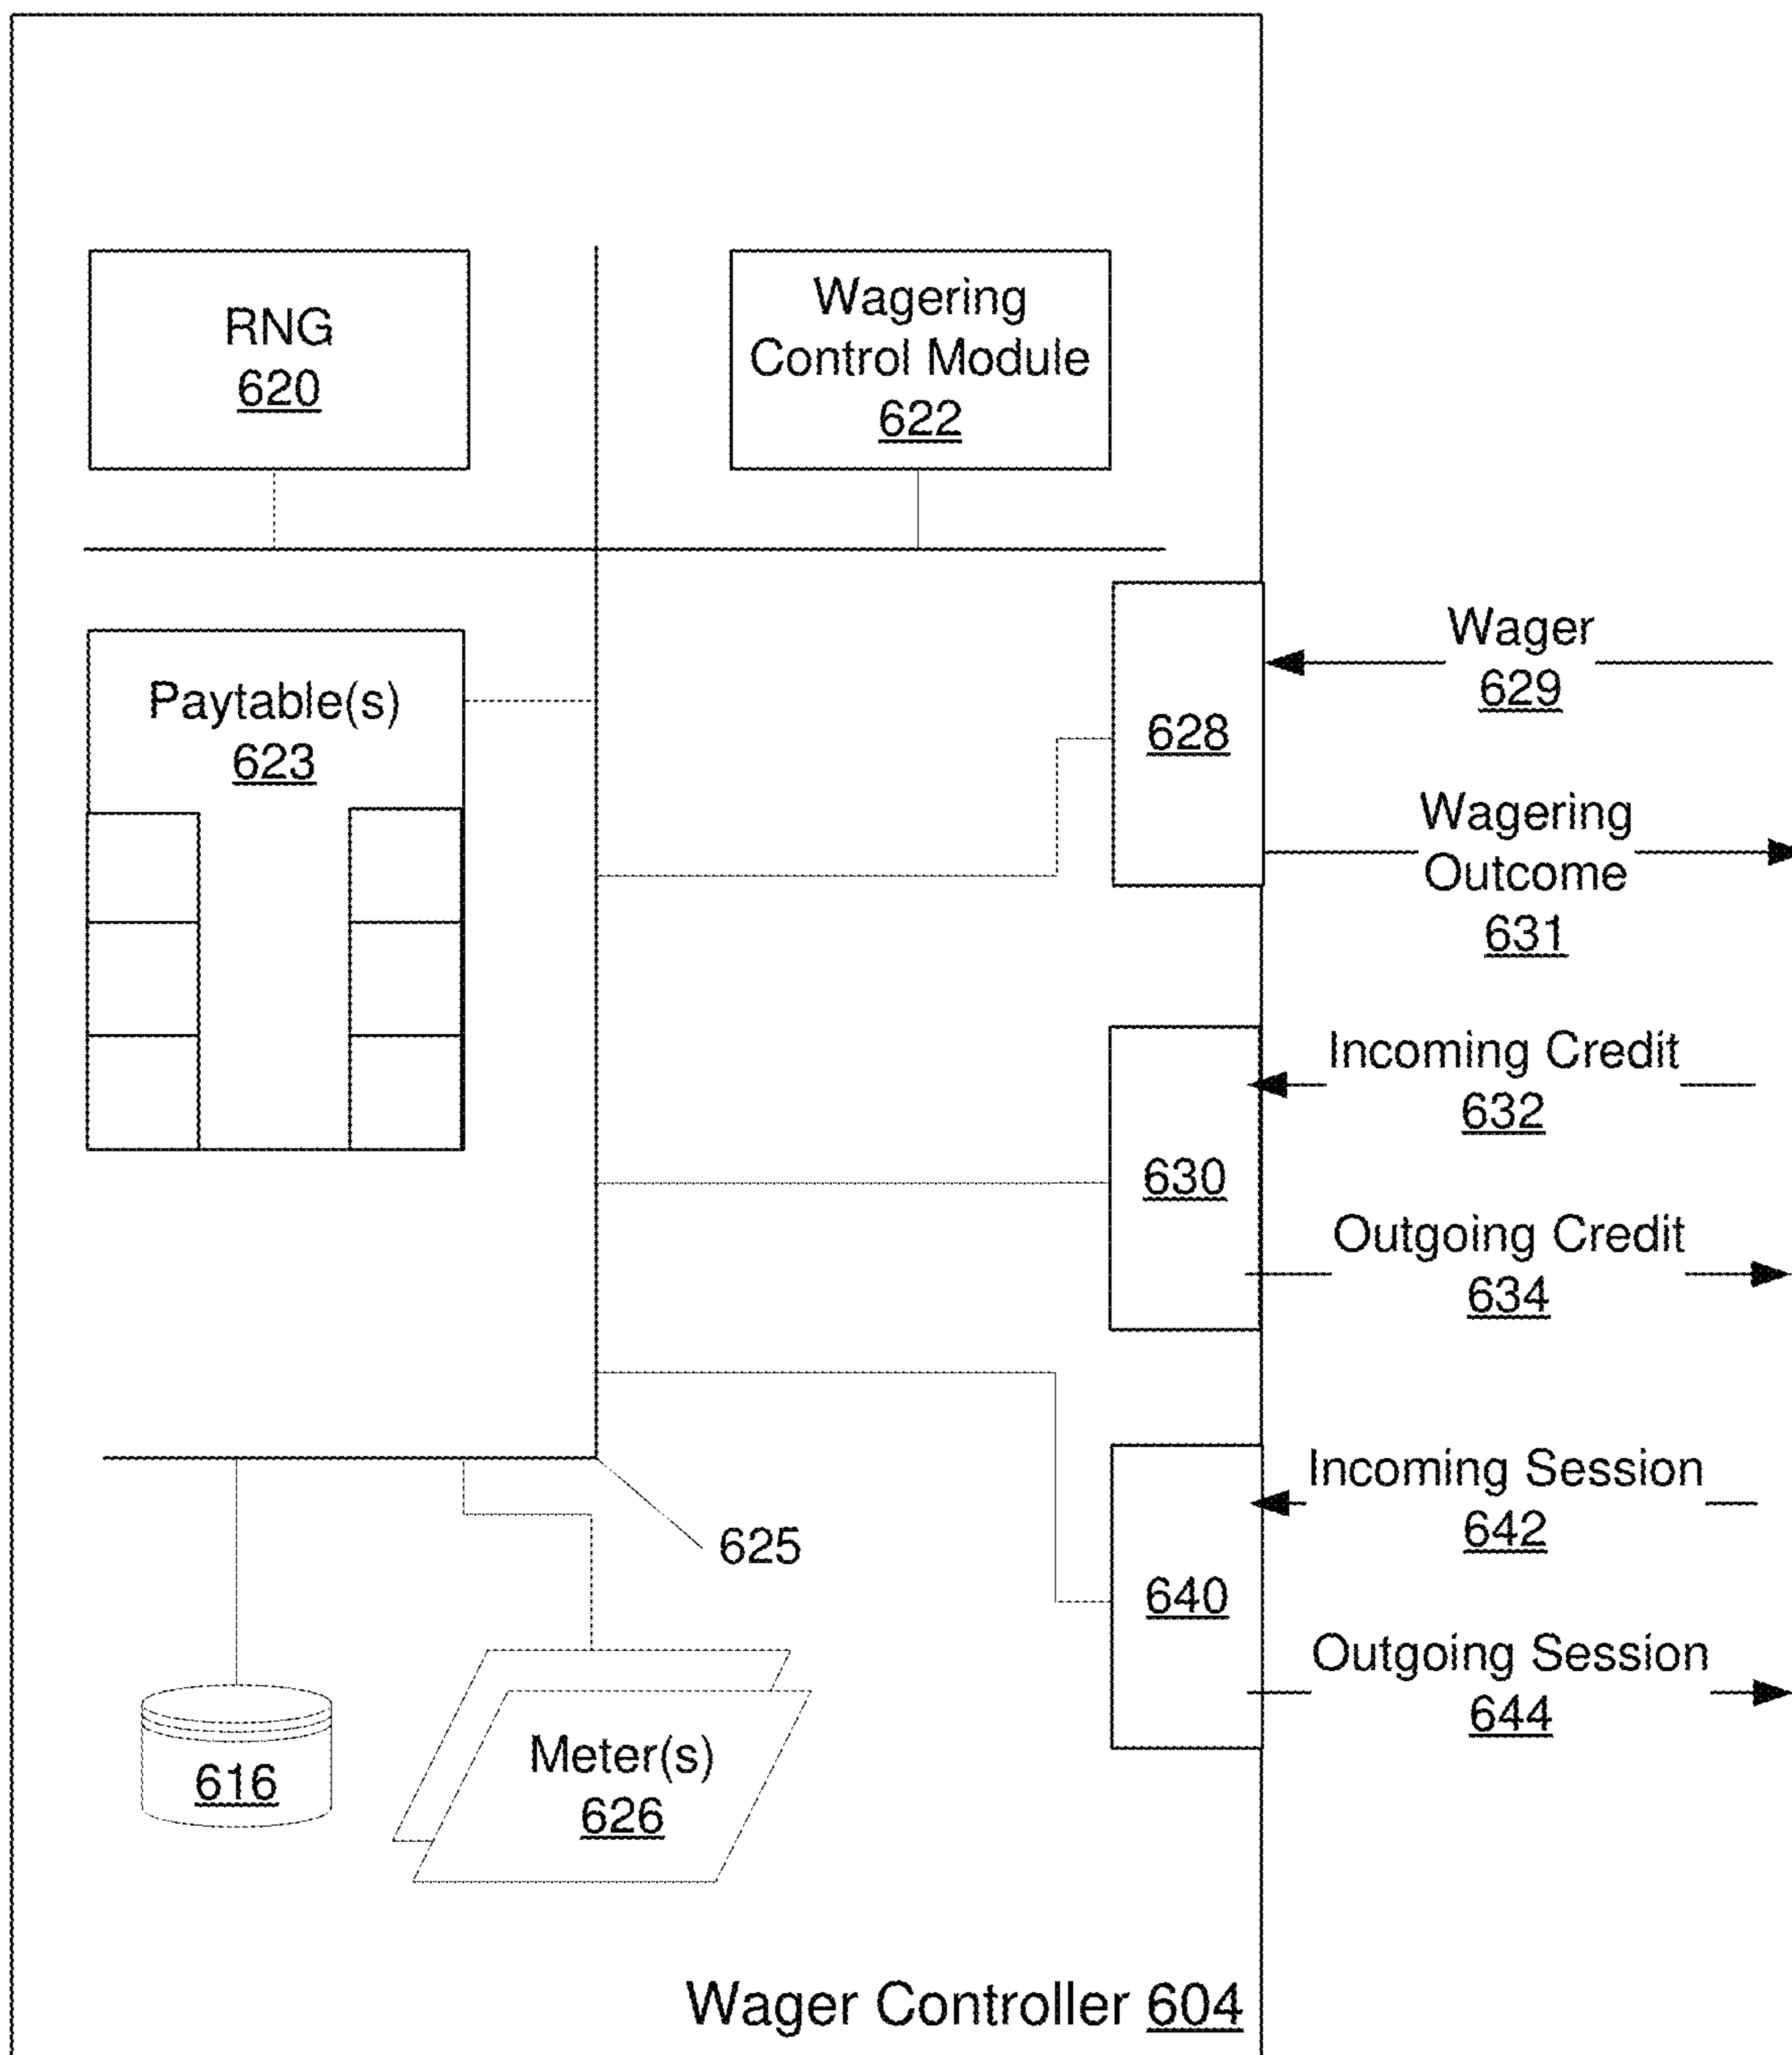 RNG
620
Wagering
Control Module
622
Paytable(s)
623
628
Wager
629
Wagering
Outcome
631
630
Incoming Credit
632
Outgoing Credit
634
625
640
Incoming Session
642
Outgoing Session
644
616
Meter(s)
626
Wager Controller 604